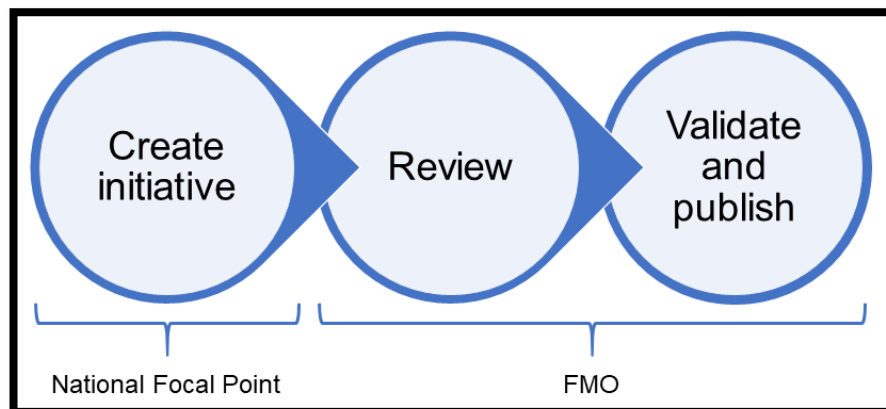 Create
initiative
Review
Validate
and
publish
National Focal Point
FMO